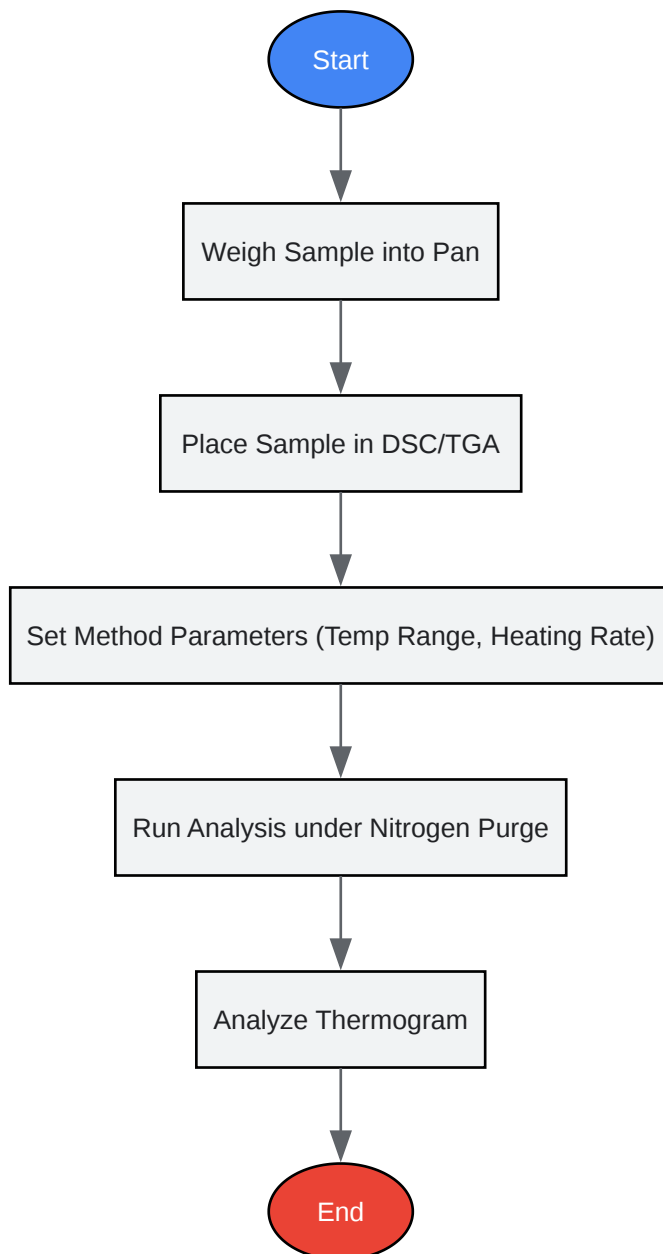 Start
Weigh Sample into Pan
Place Sample in DSC/TGA
Set Method Parameters (Temp Range, Heating Rate)
Run Analysis under Nitrogen Purge
Analyze Thermogram
End